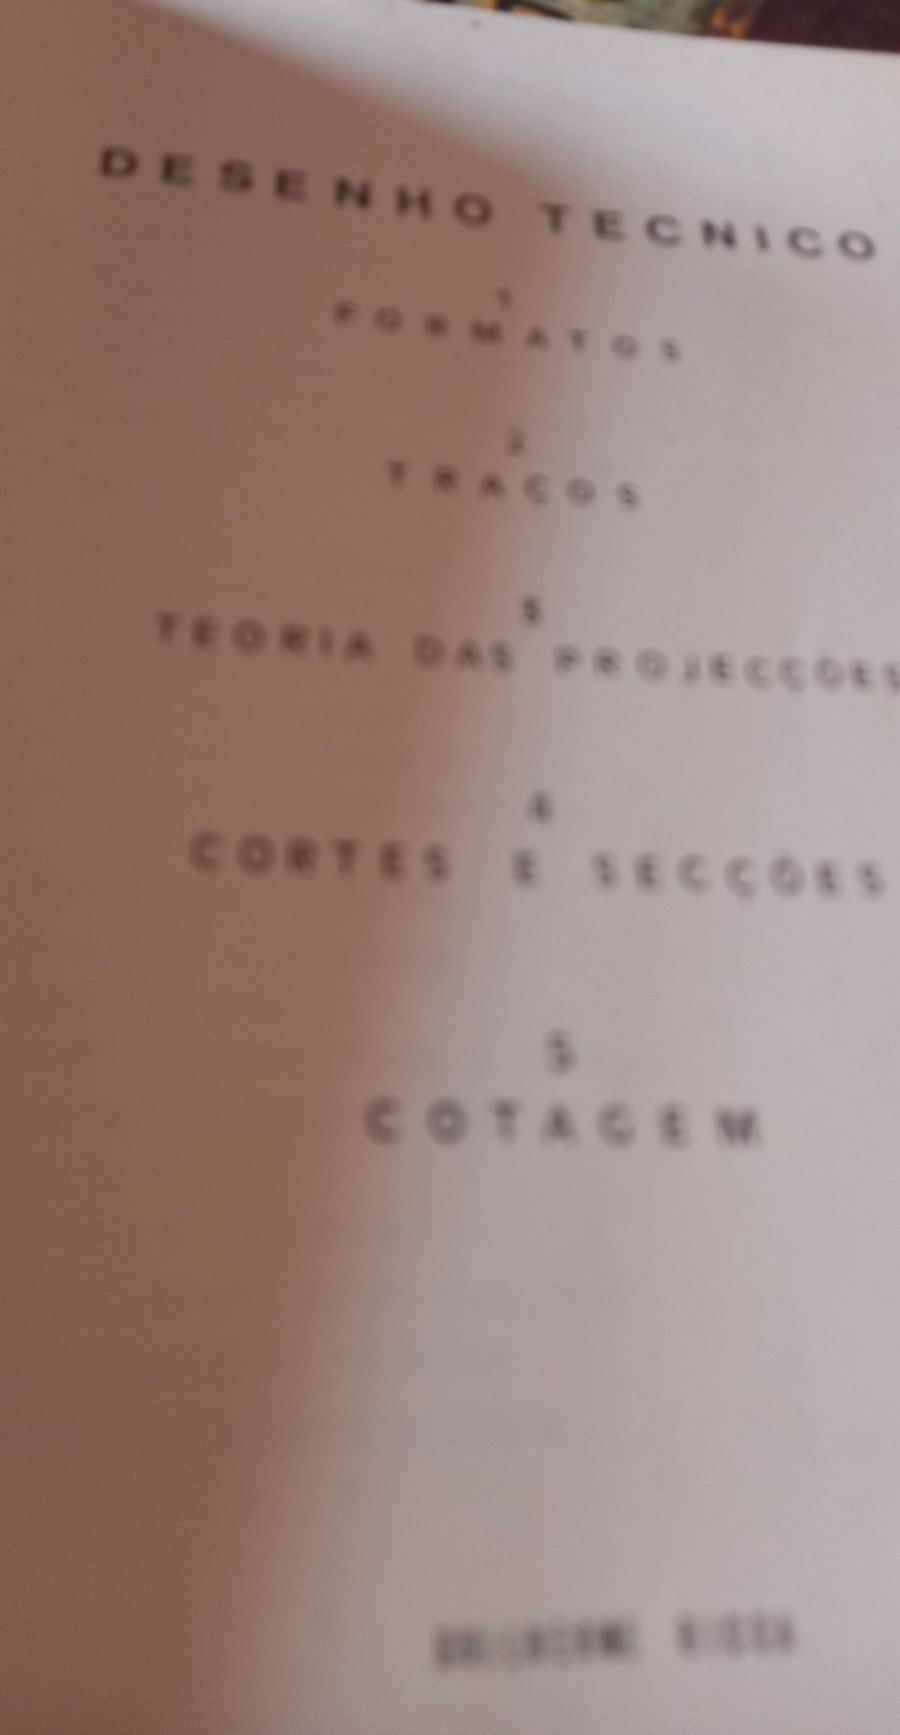 DESENHO TECNICO
1
FORMATOS
2
TRAÇOS
3
TEORIA DAS PROJECÇÕES
4
CORTES E SECÇÕES
5
COTAGEM